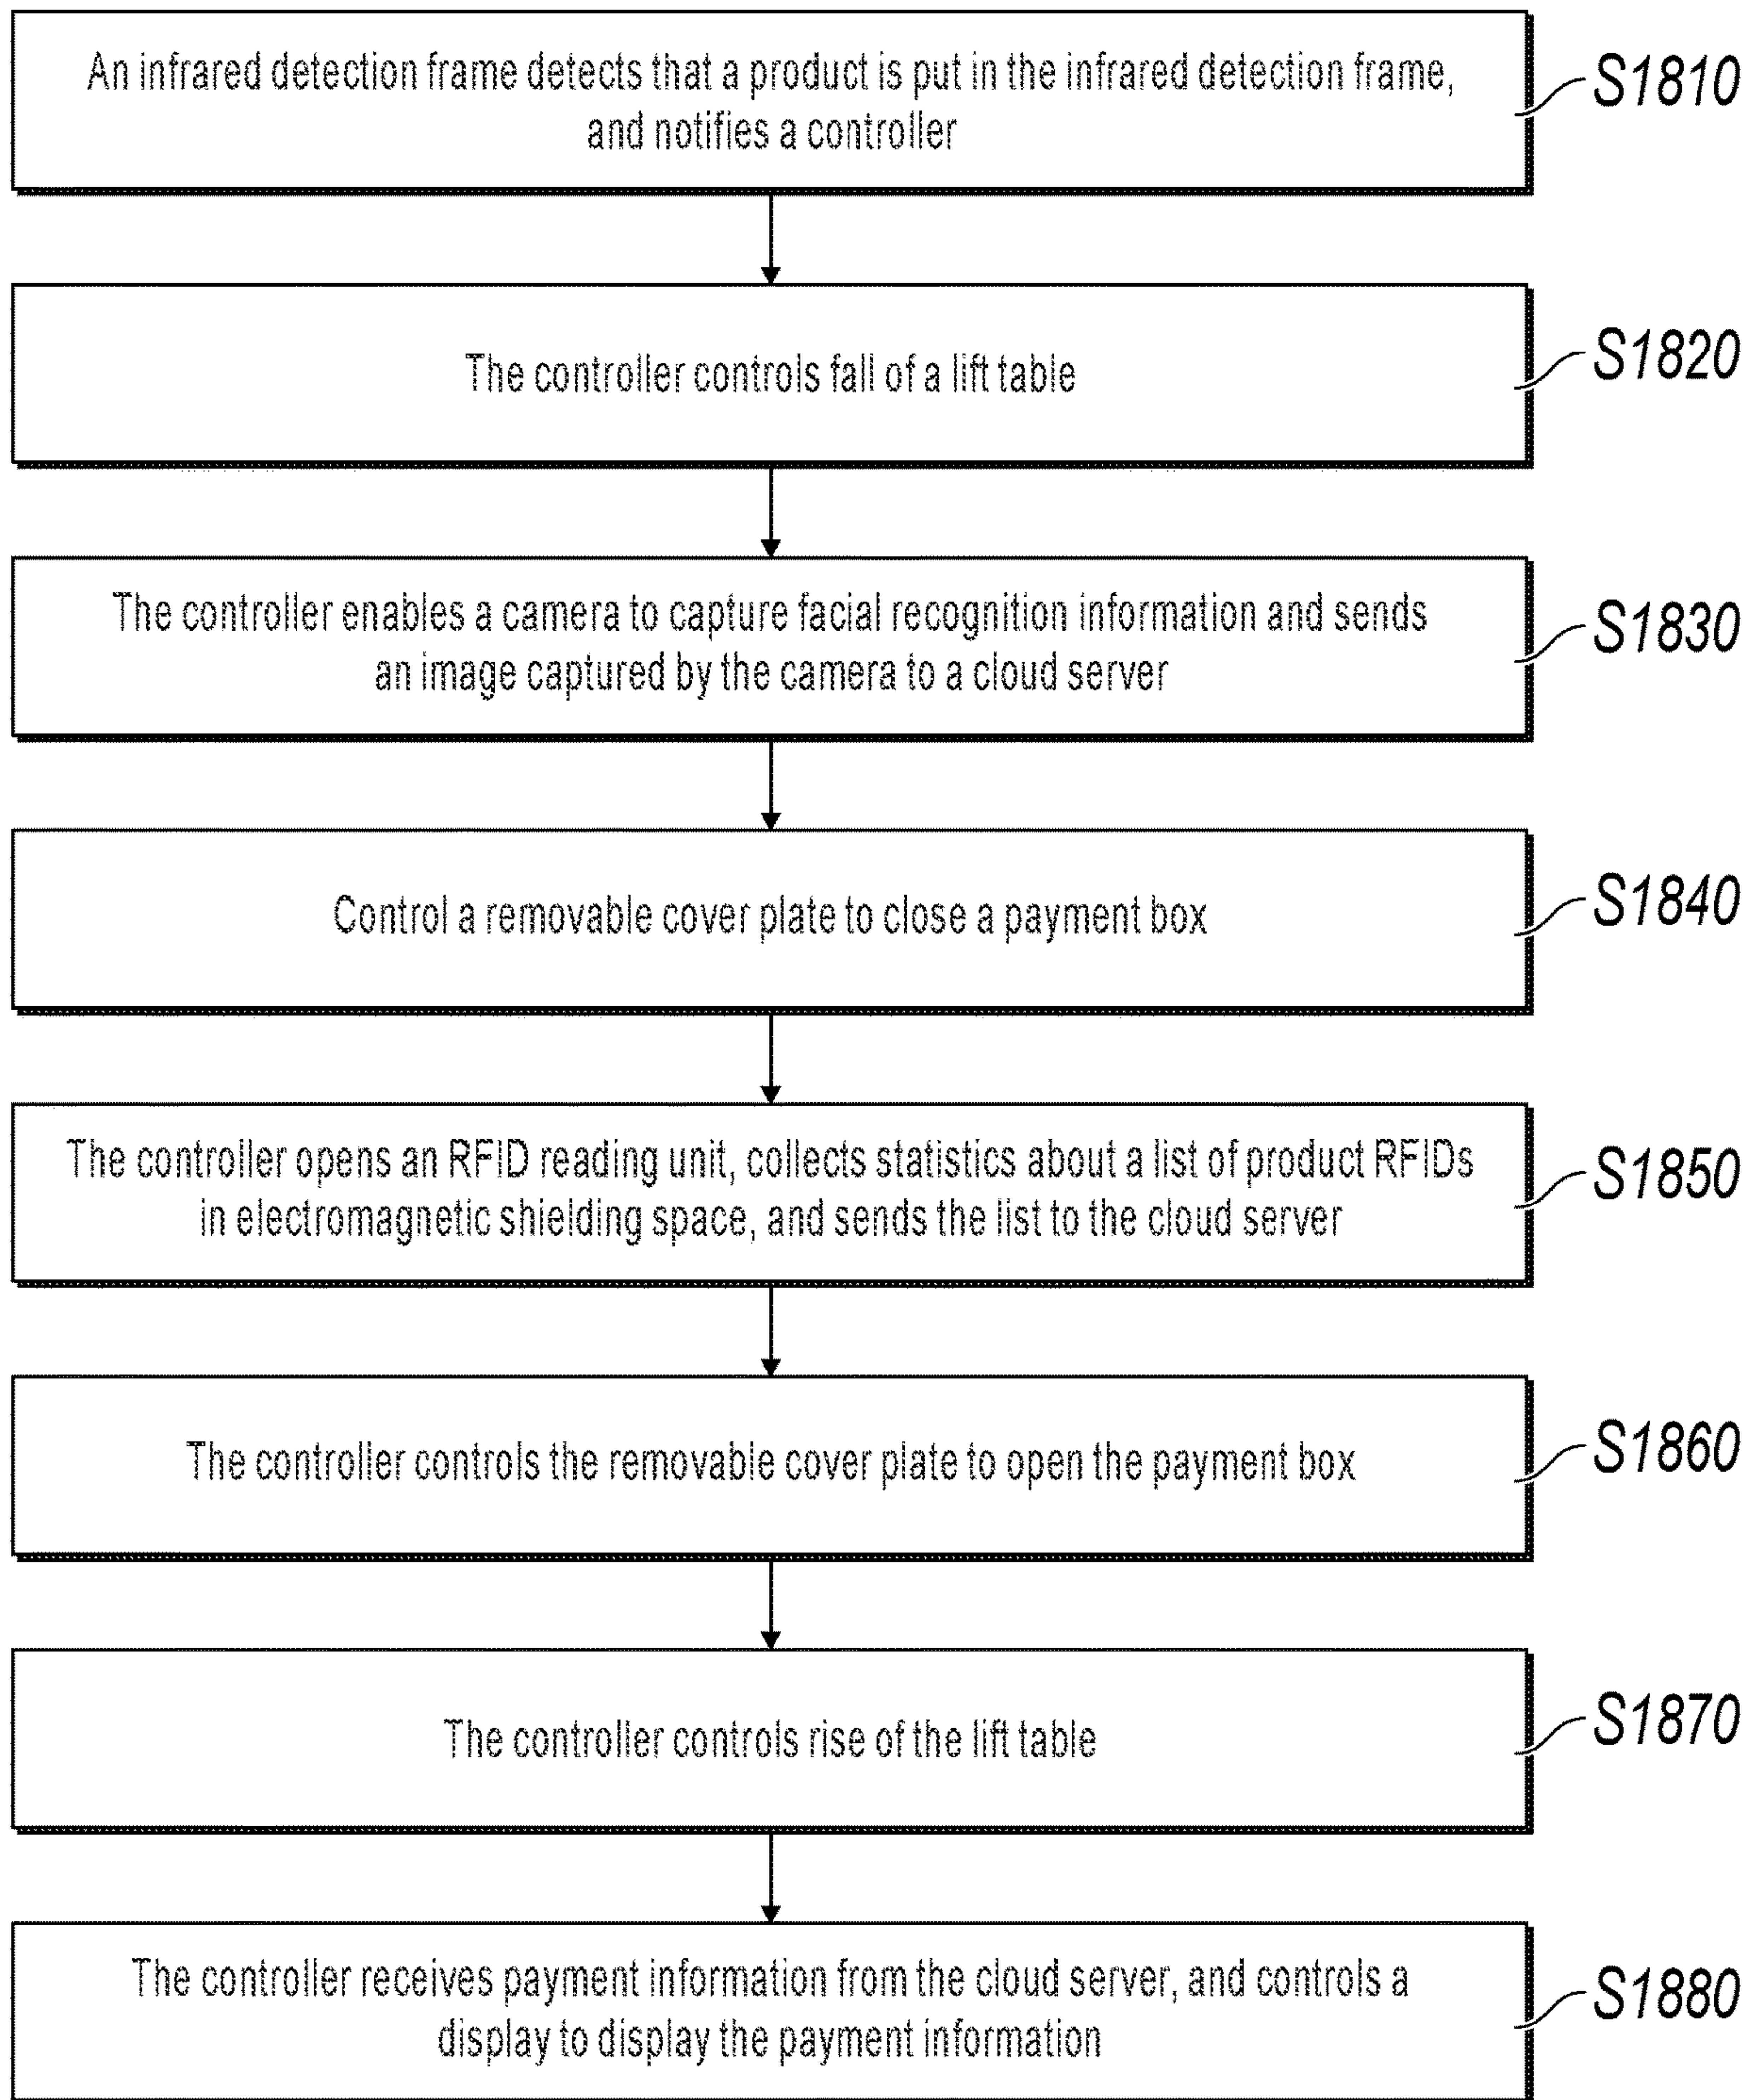 An infrared detection frame detects that a product is put in the infrared detection frame,
and notifies a controller
S1810
The controller controls fall of a lift table
S1820
The controller enables a camera to capture facial recognition information and sends
an image captured by the camera to a cloud server
S1830
Control a removable cover plate to close a payment box
S1840
The controller opens an RFID reading unit, collects statistics about a list of product RFIDs
in electromagnetic shielding space, and sends the list to the cloud server
S1850
The controller controls the removable cover plate to open the payment box
S1860
The controller controls rise of the lift table
S1870
The controller receives payment information from the cloud server, and controls a
display to display the payment information
S1880